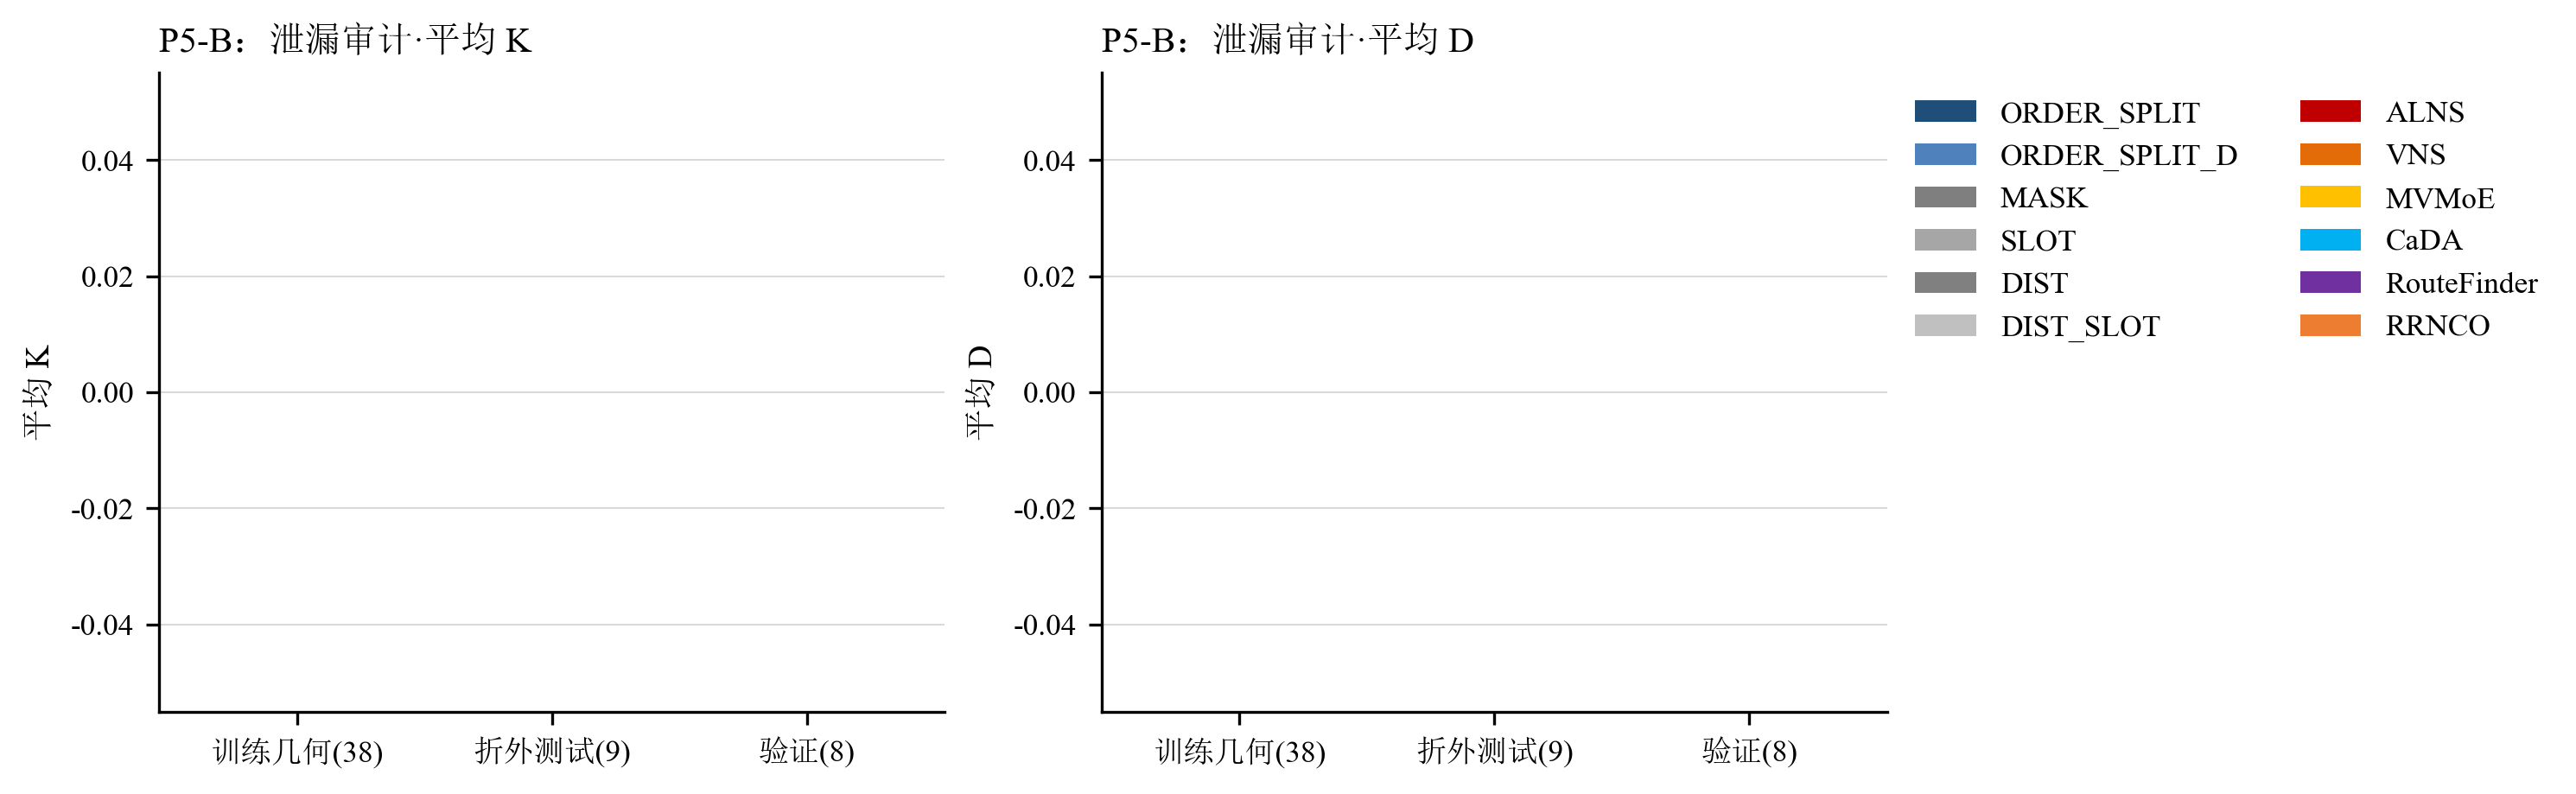 P5-B：泄漏审计·平均 K
平均 K
0.04
0.02
0.00
-0.02
-0.04
训练几何(38)
折外测试(9)
验证(8)
P5-B：泄漏审计·平均 D
平均 D
0.04
0.02
0.00
-0.02
-0.04
训练几何(38)
折外测试(9)
验证(8)
ORDER_SPLIT
ORDER_SPLIT_D
MASK
SLOT
DIST
DIST_SLOT
ALNS
VNS
MVMoE
CaDA
RouteFinder
RRNCO